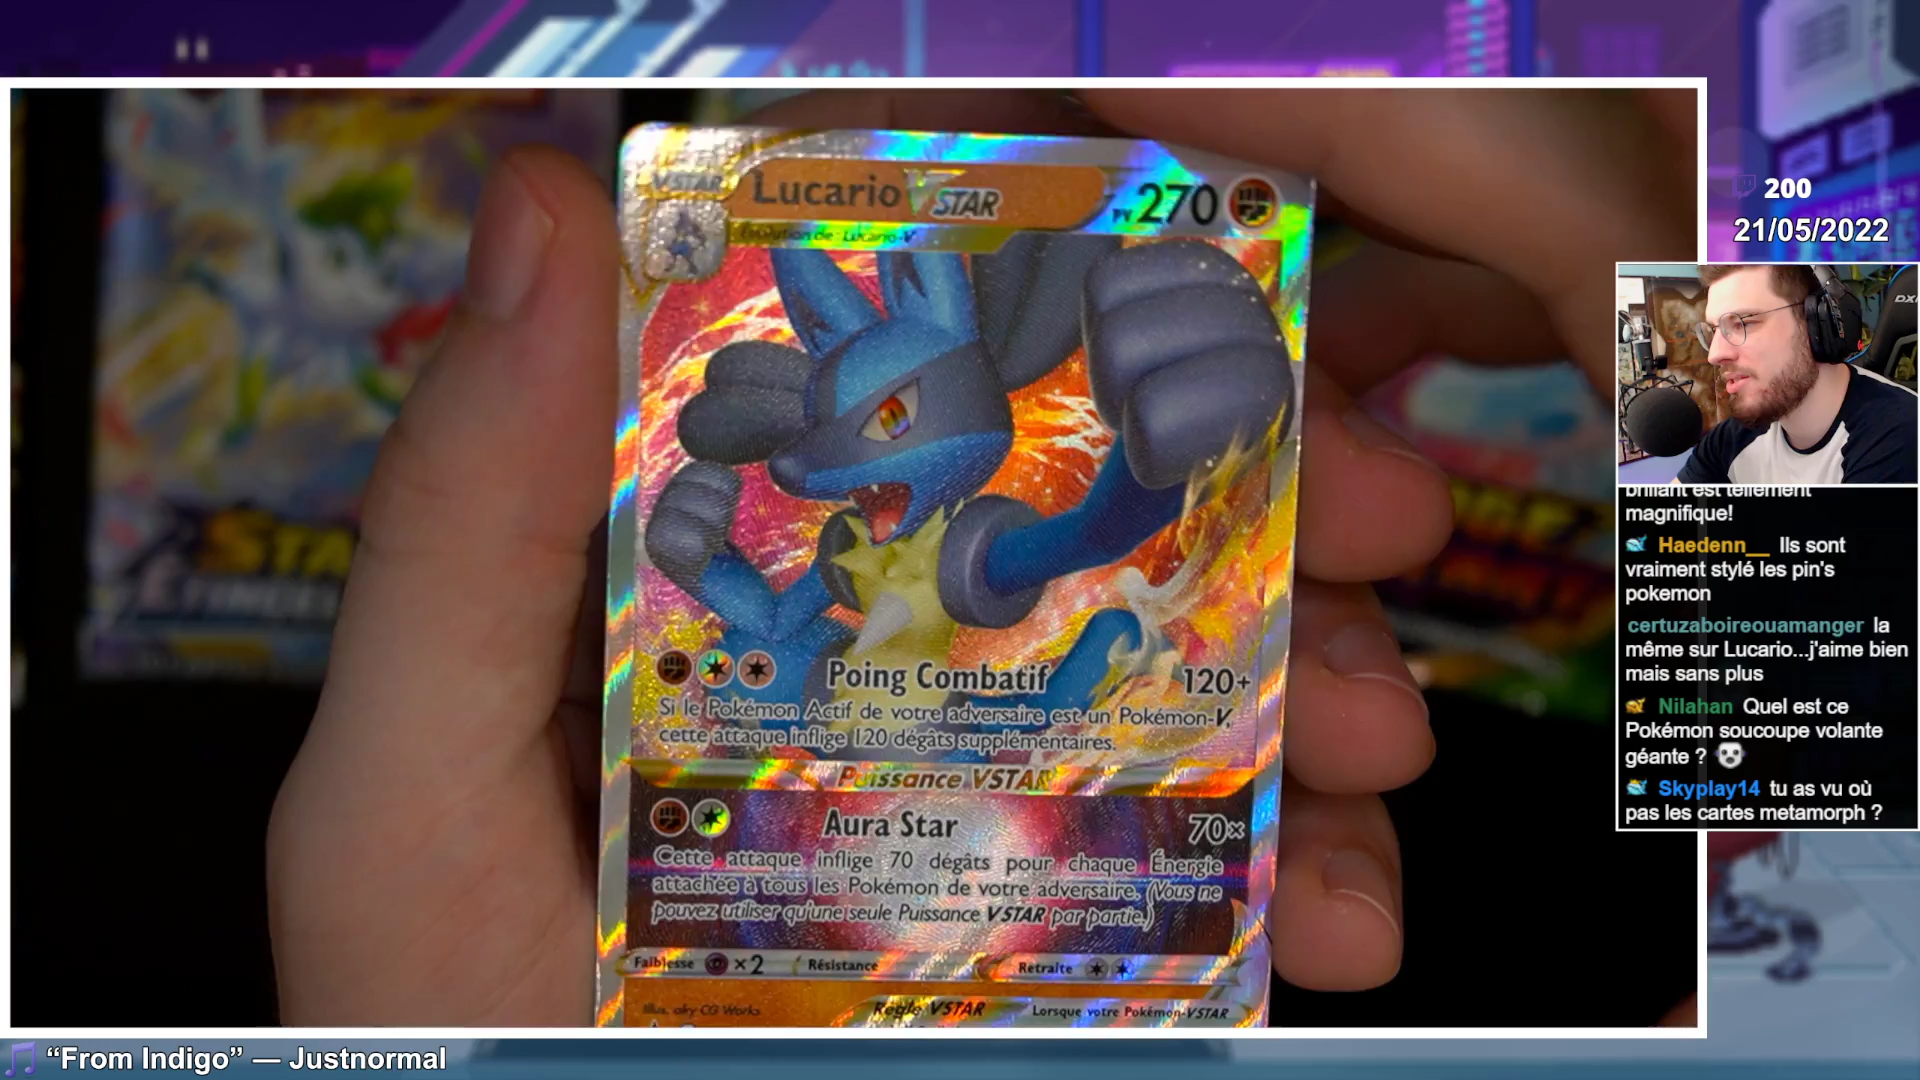 VSTAR
Lucario VSTAR
PV 270
Évolution de Lucario-V
Poing Combatif 120+
Si le Pokémon Actif de votre adversaire est un Pokémon-V,
cette attaque inflige 120 dégâts supplémentaires.
Puissance VSTAR
Aura Star 70×
Cette attaque inflige 70 dégâts pour chaque Énergie
attachée à tous les Pokémon de votre adversaire. (Vous ne
pouvez utiliser qu'une seule Puissance VSTAR par partie.)
Faiblesse ×2 Résistance Retraite
Illus. aky CG Works Règle VSTAR Lorsque votre Pokémon-VSTAR
STA
200
21/05/2022
DXR
brillant est tellement
magnifique!
Haedenn__ Ils sont
vraiment stylé les pin's
pokemon
certuzaboireouamanger la
même sur Lucario...j'aime bien
mais sans plus
Nilahan Quel est ce
Pokémon soucoupe volante
géante ?
Skyplay14 tu as vu où
pas les cartes metamorph ?
“From Indigo” — Justnormal